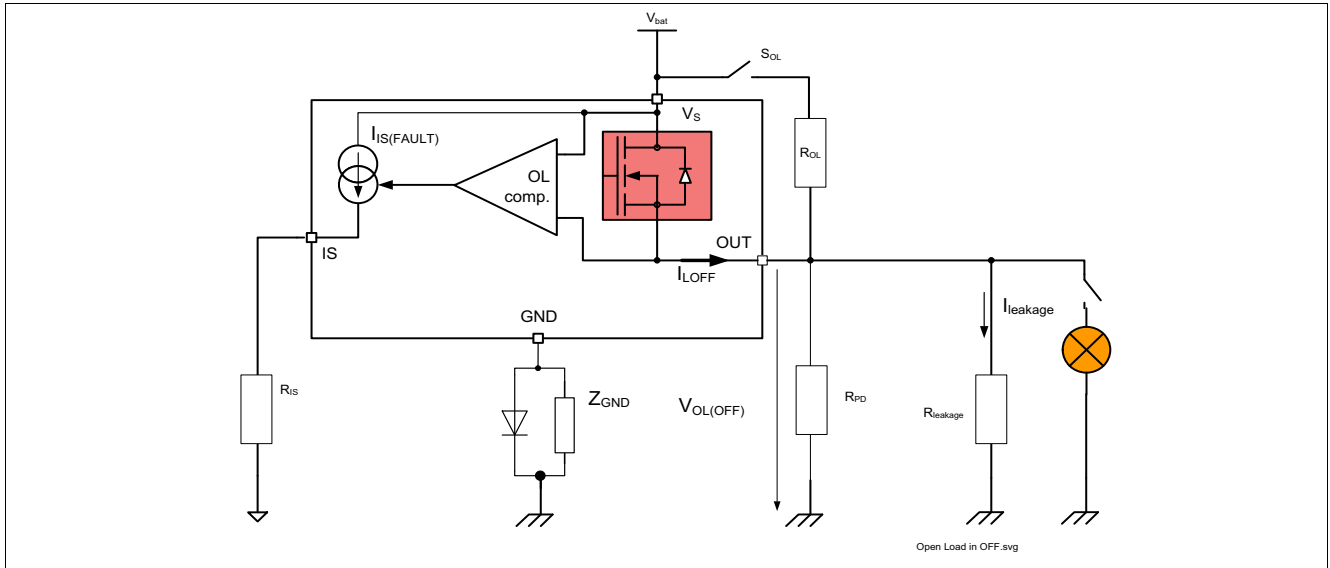 Vbat
SOL
VS
IIS(FAULT)
ROL
OL
comp.
OUT
IS
ILOFF
Ileakage
GND
RIS
ZGND
VOL(OFF)
RPD
Rleakage
Open Load in OFF.svg